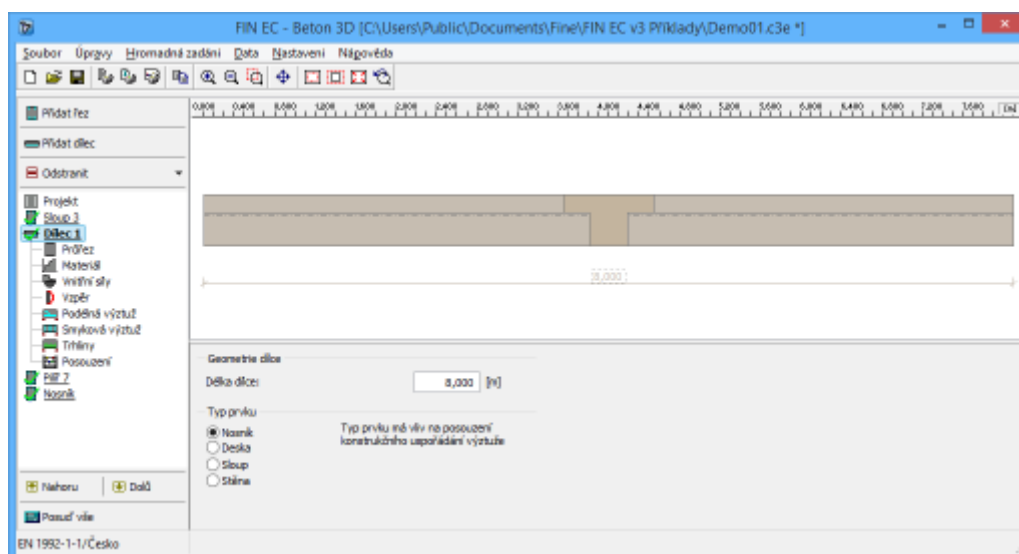 FIN EC - Beton 3D [C:\Users\Public\Documents\Fine\FIN EC v3 Příklady\Demo01.c3e *]
Soubor Úpravy Hromadná zadání Data Nastavení Nápověda
Přidat řez
Přidat dílec
Odstranit
Projekt
Sloup 3
Dílec 1
Průřez
Materiál
Vnitřní síly
Vzpěr
Podélná výztuž
Smyková výztuž
Trhliny
Posouzení
Pilíř 7
Nosník
Nahoru Dolů
Posuď vše
8,000
Geometrie dílce
Délka dílce: 8,000 [m]
Typ prvku
Nosník
Deska
Sloup
Stěna
Typ prvku má vliv na posouzení
konstrukčního uspořádání výztuže
EN 1992-1-1/Česko